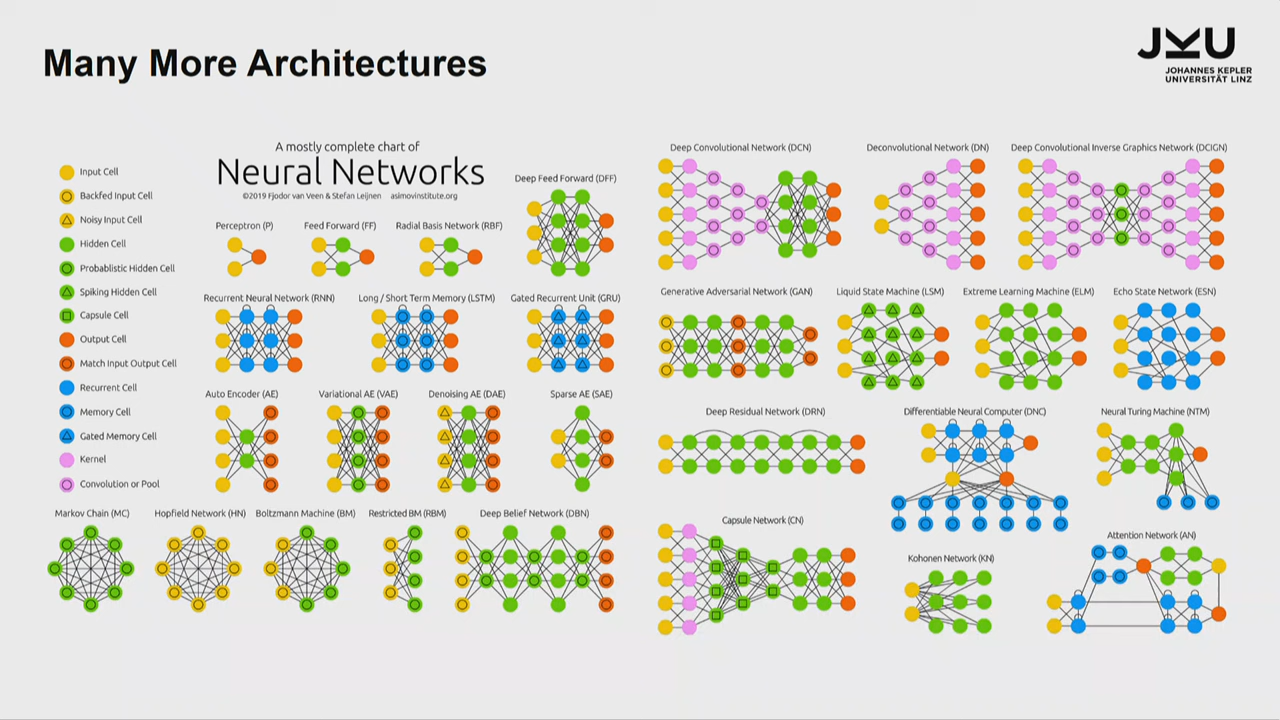 Many More Architectures
JKU
JOHANNES KEPLER
UNIVERSITÄT LINZ
A mostly complete chart of
Neural Networks
©2019 Fjodor van Veen & Stefan Leijnen asimovinstitute.org
Input Cell
Backfed Input Cell
Noisy Input Cell
Hidden Cell
Probablistic Hidden Cell
Spiking Hidden Cell
Capsule Cell
Output Cell
Match Input Output Cell
Recurrent Cell
Memory Cell
Gated Memory Cell
Kernel
Convolution or Pool
Deep Feed Forward (DFF)
Perceptron (P)
Feed Forward (FF)
Radial Basis Network (RBF)
Recurrent Neural Network (RNN)
Long / Short Term Memory (LSTM)
Gated Recurrent Unit (GRU)
Auto Encoder (AE)
Variational AE (VAE)
Denoising AE (DAE)
Sparse AE (SAE)
Markov Chain (MC)
Hopfield Network (HN)
Boltzmann Machine (BM)
Restricted BM (RBM)
Deep Belief Network (DBN)
Deep Convolutional Network (DCN)
Deconvolutional Network (DN)
Deep Convolutional Inverse Graphics Network (DCIGN)
Generative Adversarial Network (GAN)
Liquid State Machine (LSM)
Extreme Learning Machine (ELM)
Echo State Network (ESN)
Deep Residual Network (DRN)
Differentiable Neural Computer (DNC)
Neural Turing Machine (NTM)
Capsule Network (CN)
Kohonen Network (KN)
Attention Network (AN)